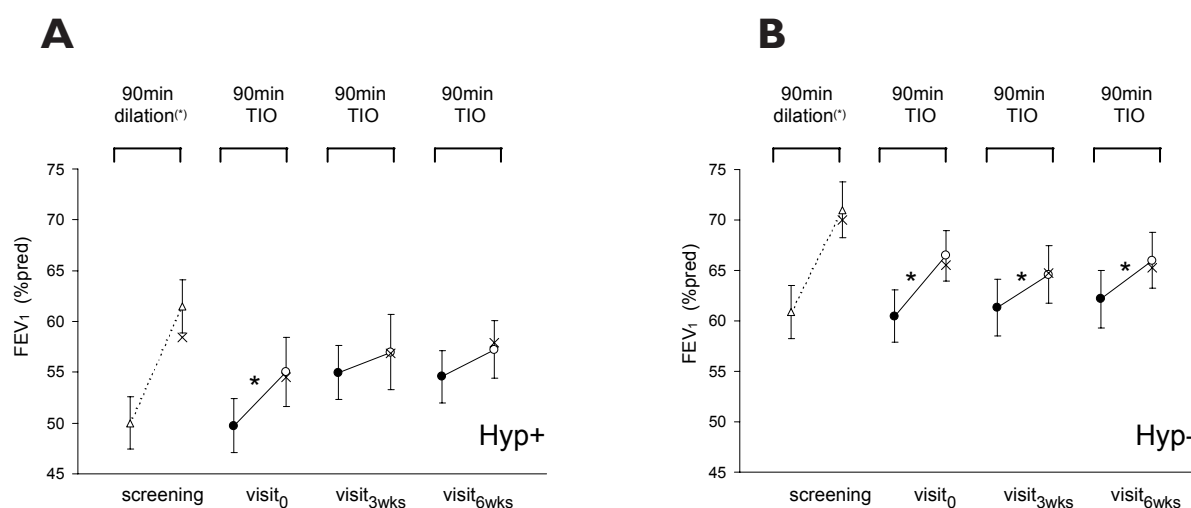 A
90min
dilation(*)
90min
TIO
90min
TIO
90min
TIO
75
70
65
60
55
50
45
FEV1 (%pred)
*
Hyp+
screening
visit0
visit3wks
visit6wks
B
90min
dilation(*)
90min
TIO
90min
TIO
90min
TIO
75
70
65
60
55
50
45
FEV1 (%pred)
*
*
*
Hyp-
screening
visit0
visit3wks
visit6wks